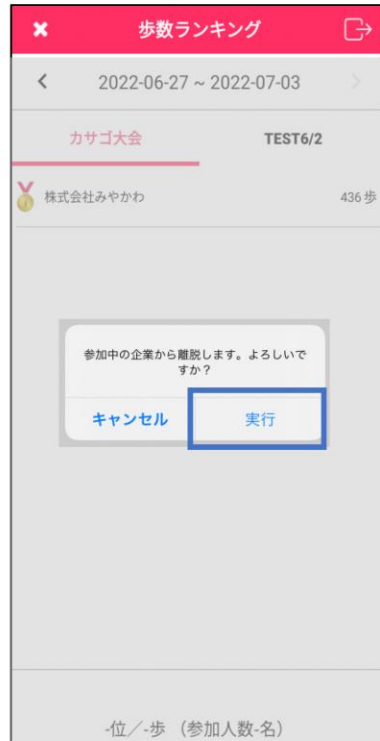 歩数ランキング
2022-06-27 ~ 2022-07-03
カサゴ大会 TEST6/2
株式会社みやかわ 436歩
参加中の企業から離脱します。よろしいで
すか?
キャンセル 実行
-位/-歩 (参加人数-名)